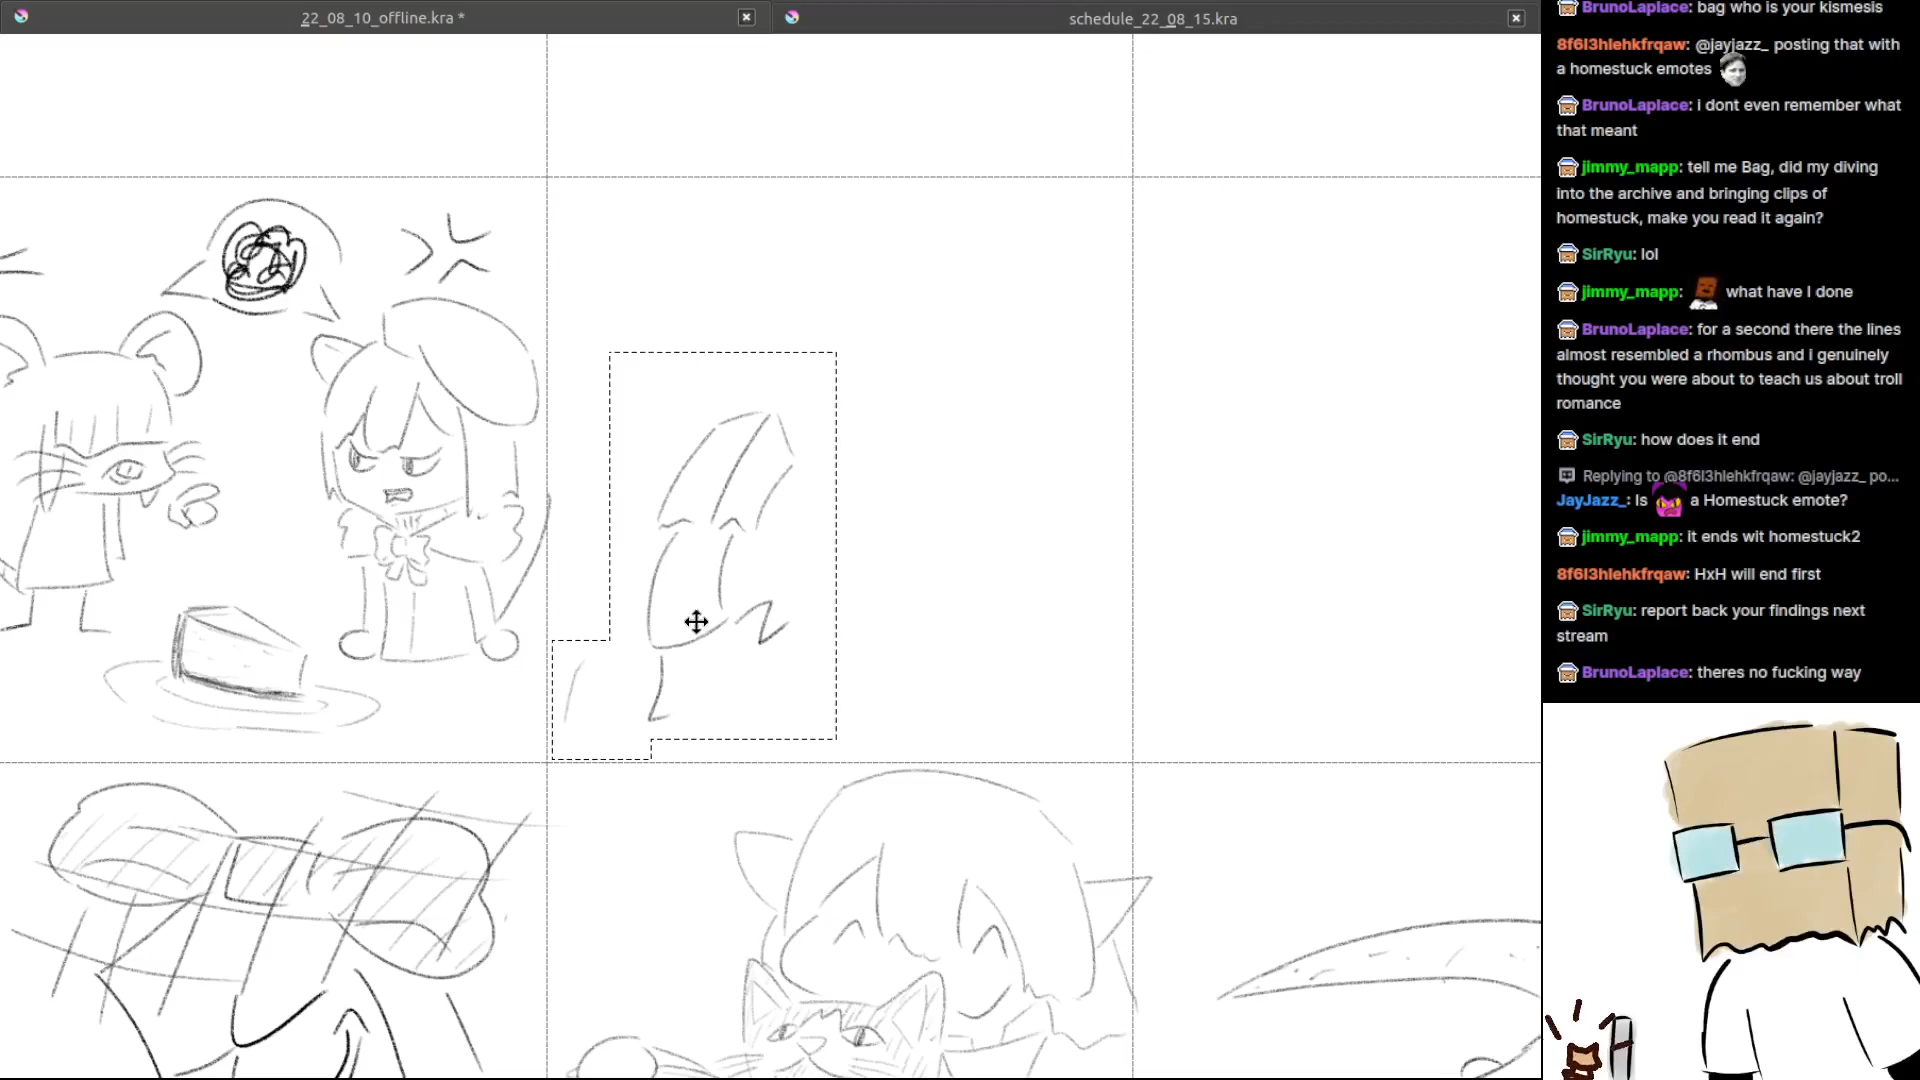 22_08_10_offline.kra *
schedule_22_08_15.kra
BrunoLaplace: bag who is your kismesis
8f6l3hlehkfrqaw: @jayjazz_ posting that with
a homestuck emotes
BrunoLaplace: i dont even remember what
that meant
jimmy_mapp: tell me Bag, did my diving
into the archive and bringing clips of
homestuck, make you read it again?
SirRyu: lol
jimmy_mapp: what have I done
BrunoLaplace: for a second there the lines
almost resembled a rhombus and i genuinely
thought you were about to teach us about troll
romance
SirRyu: how does it end
Replying to @8f6l3hlehkfrqaw: @jayjazz_ po...
JayJazz_: Is a Homestuck emote?
jimmy_mapp: it ends wit homestuck2
8f6l3hlehkfrqaw: HxH will end first
SirRyu: report back your findings next
stream
BrunoLaplace: theres no fucking way